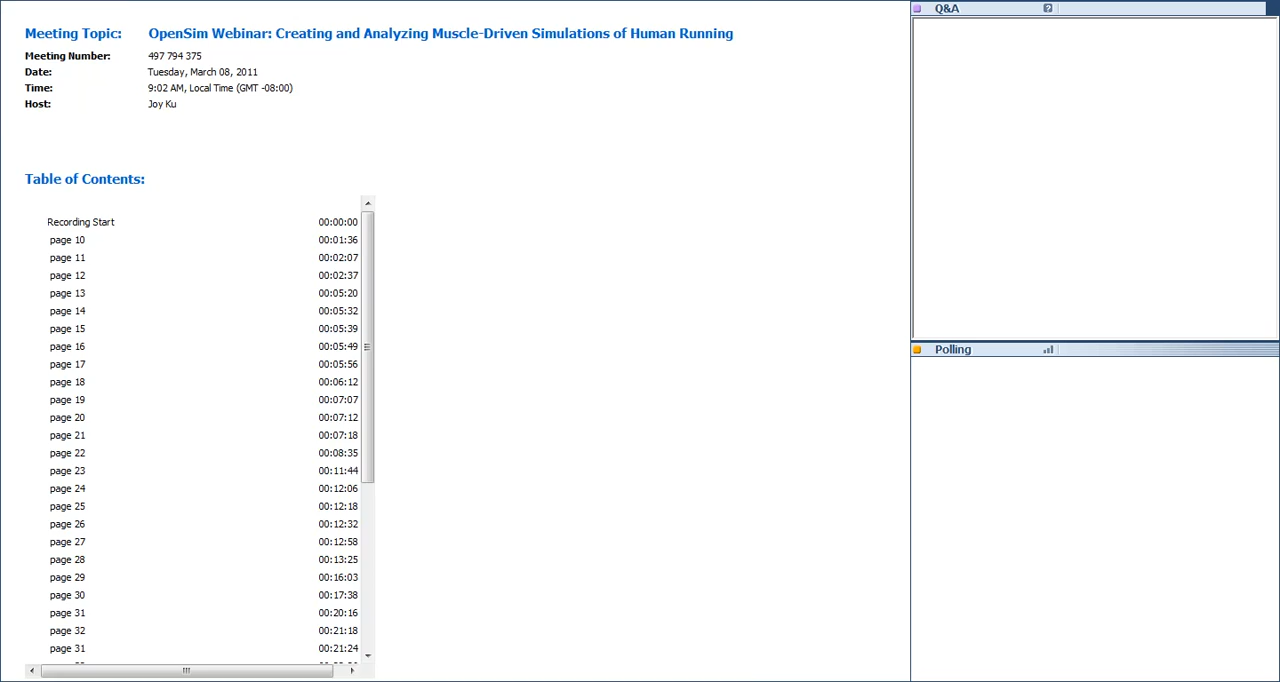 Meeting Topic: OpenSim Webinar: Creating and Analyzing Muscle-Driven Simulations of Human Running
Meeting Number: 497 794 375
Date: Tuesday, March 08, 2011
Time: 9:02 AM, Local Time (GMT -08:00)
Host: Joy Ku
Table of Contents:
Recording Start 00:00:00
page 10 00:01:36
page 11 00:02:07
page 12 00:02:37
page 13 00:05:20
page 14 00:05:32
page 15 00:05:39
page 16 00:05:49
page 17 00:05:56
page 18 00:06:12
page 19 00:07:07
page 20 00:07:12
page 21 00:07:18
page 22 00:08:35
page 23 00:11:44
page 24 00:12:06
page 25 00:12:18
page 26 00:12:32
page 27 00:12:58
page 28 00:13:25
page 29 00:16:03
page 30 00:17:38
page 31 00:20:16
page 32 00:21:18
page 31 00:21:24
Q&A
Polling